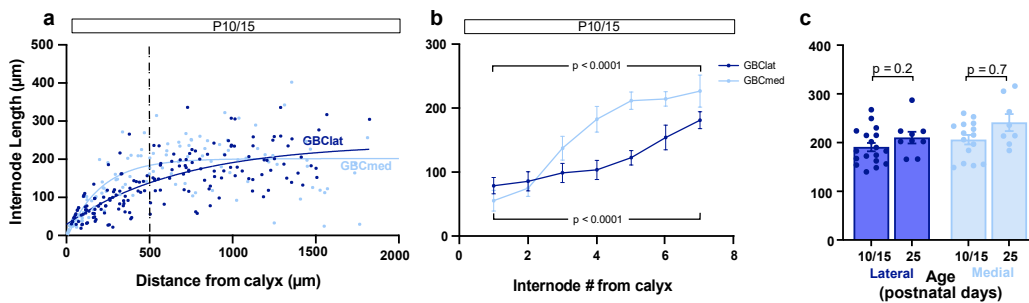 a
P10/15
Internode Length (µm)
500
400
300
200
100
0
GBClat
GBCmed
0
500
1000
1500
2000
Distance from calyx (µm)
b
P10/15
300
200
100
0
p < 0.0001
GBClat
GBCmed
p < 0.0001
0
2
4
6
8
Internode # from calyx
c
400
300
200
100
0
p = 0.2
p = 0.7
10/15 25 10/15 25
Lateral Age Medial
(postnatal days)